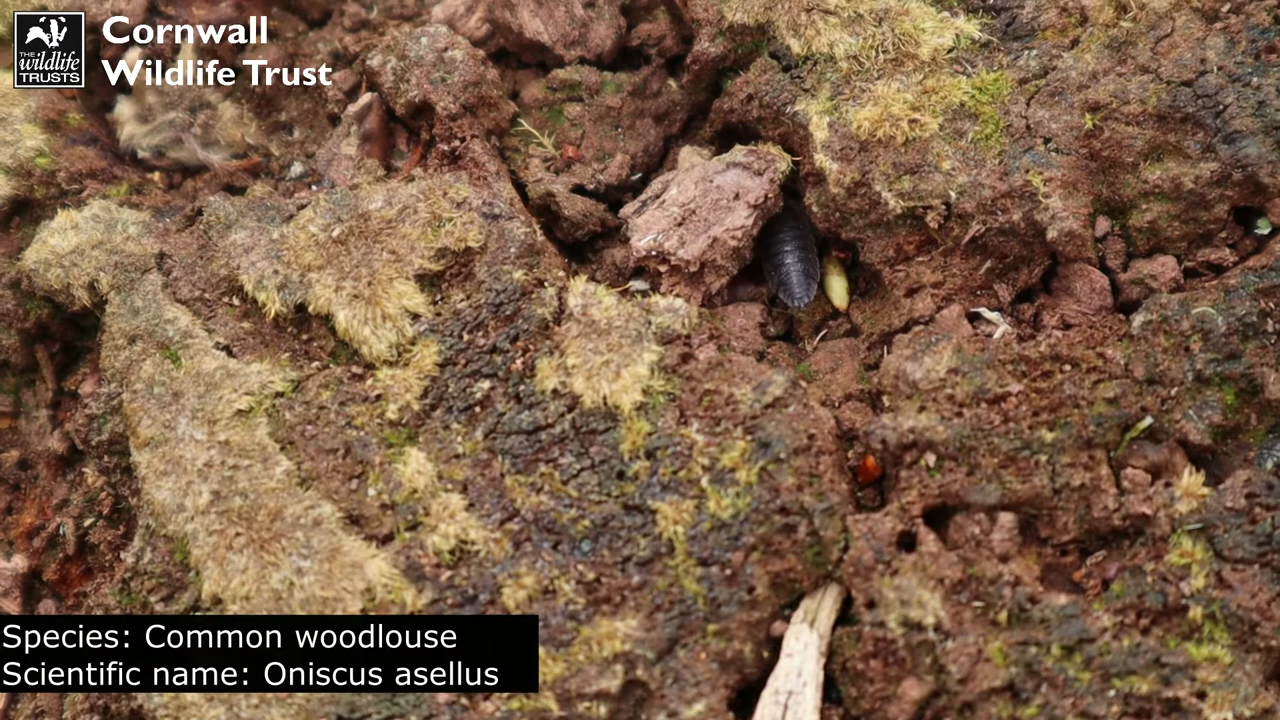 THE
wildlife
TRUSTS
Cornwall
Wildlife Trust
Species: Common woodlouse
Scientific name: Oniscus asellus